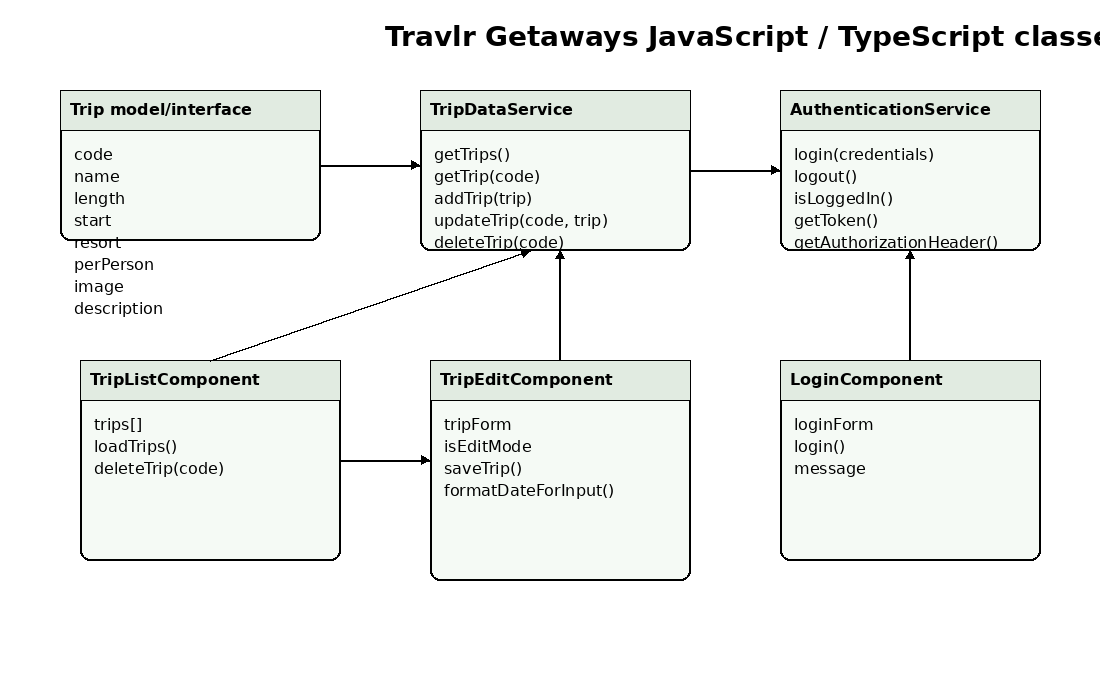 Travlr Getaways JavaScript / TypeScript classe
Trip model/interface
code
name
length
start
resort
perPerson
image
description
TripDataService
getTrips()
getTrip(code)
addTrip(trip)
updateTrip(code, trip)
deleteTrip(code)
AuthenticationService
login(credentials)
logout()
isLoggedIn()
getToken()
getAuthorizationHeader()
TripListComponent
trips[]
loadTrips()
deleteTrip(code)
TripEditComponent
tripForm
isEditMode
saveTrip()
formatDateForInput()
LoginComponent
loginForm
login()
message